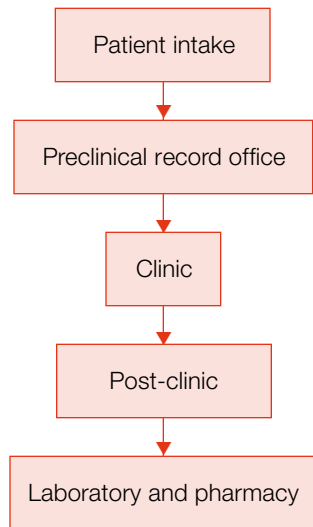 Patient intake
Preclinical record office
Clinic
Post-clinic
Laboratory and pharmacy